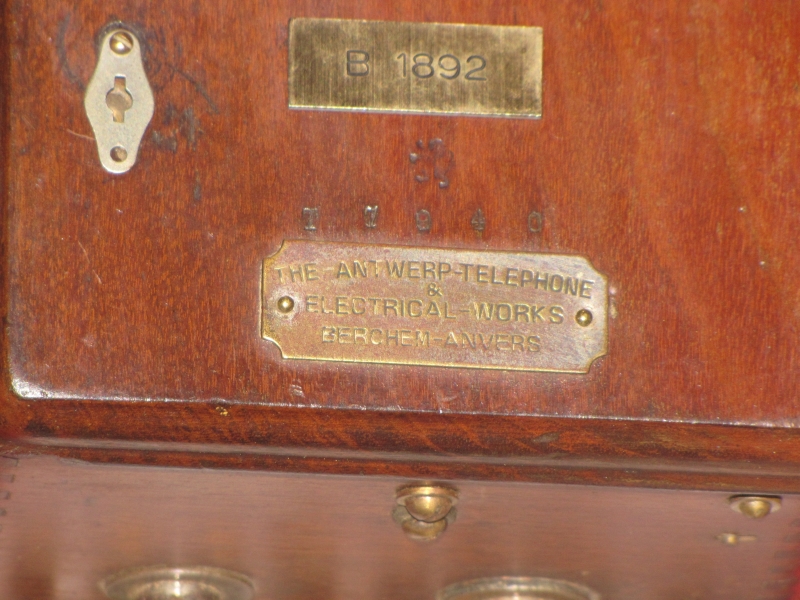 B 1892
THE ANTWERP-TELEPHONE
&
ELECTRICAL-WORKS
BERCHEM-ANVERS